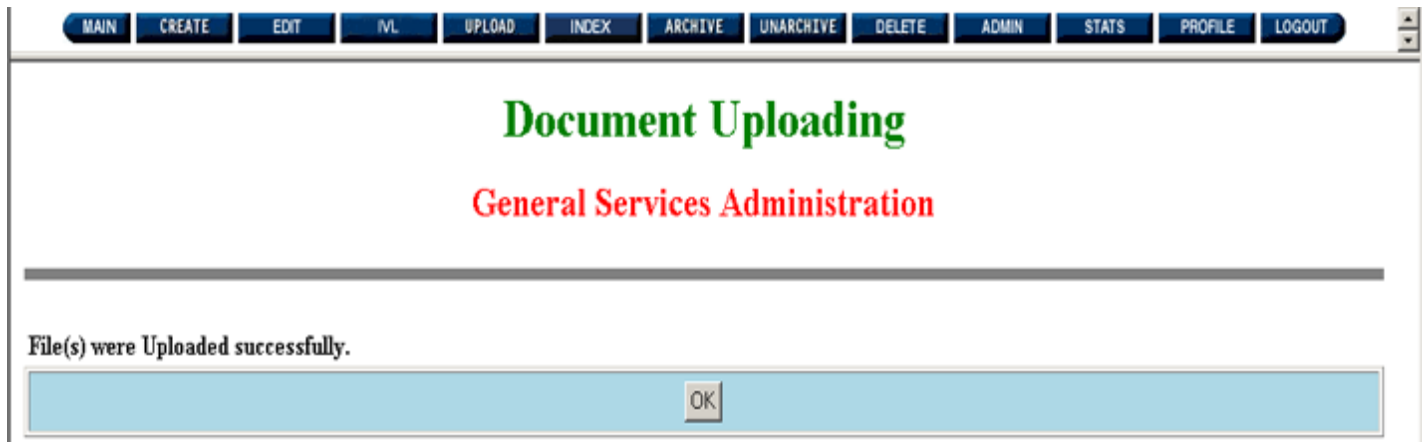 MAIN CREATE EDIT IVL UPLOAD INDEX ARCHIVE UNARCHIVE DELETE ADMIN STATS PROFILE LOGOUT
Document Uploading
General Services Administration
File(s) were Uploaded successfully.
OK